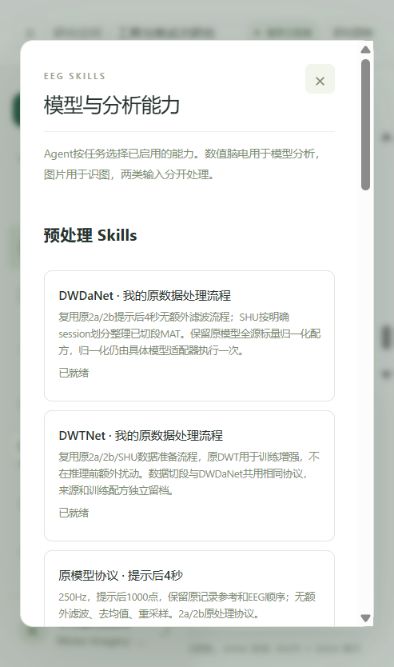 EEG SKILLS
模型与分析能力
Agent按任务选择已启用的能力。数值脑电用于模型分析，
图片用于识图，两类输入分开处理。
预处理 Skills
DWDaNet · 我的原数据处理流程
复用原2a/2b提示后4秒无额外滤波流程；SHU按明确
session划分整理已切段MAT。保留原模型全源标量归一化配
方，归一化仍由具体模型适配器执行一次。
已就绪
DWTNet · 我的原数据处理流程
复用原2a/2b/SHU数据准备流程，原DWT用于训练增强，不
在推理前额外扰动。数据切段与DWDaNet共用相同协议，
来源和训练配方独立留档。
已就绪
原模型协议 · 提示后4秒
250Hz，提示后1000点，保留原记录参考和EEG顺序；无额
外滤波、去均值、重采样。2a/2b原处理协议。